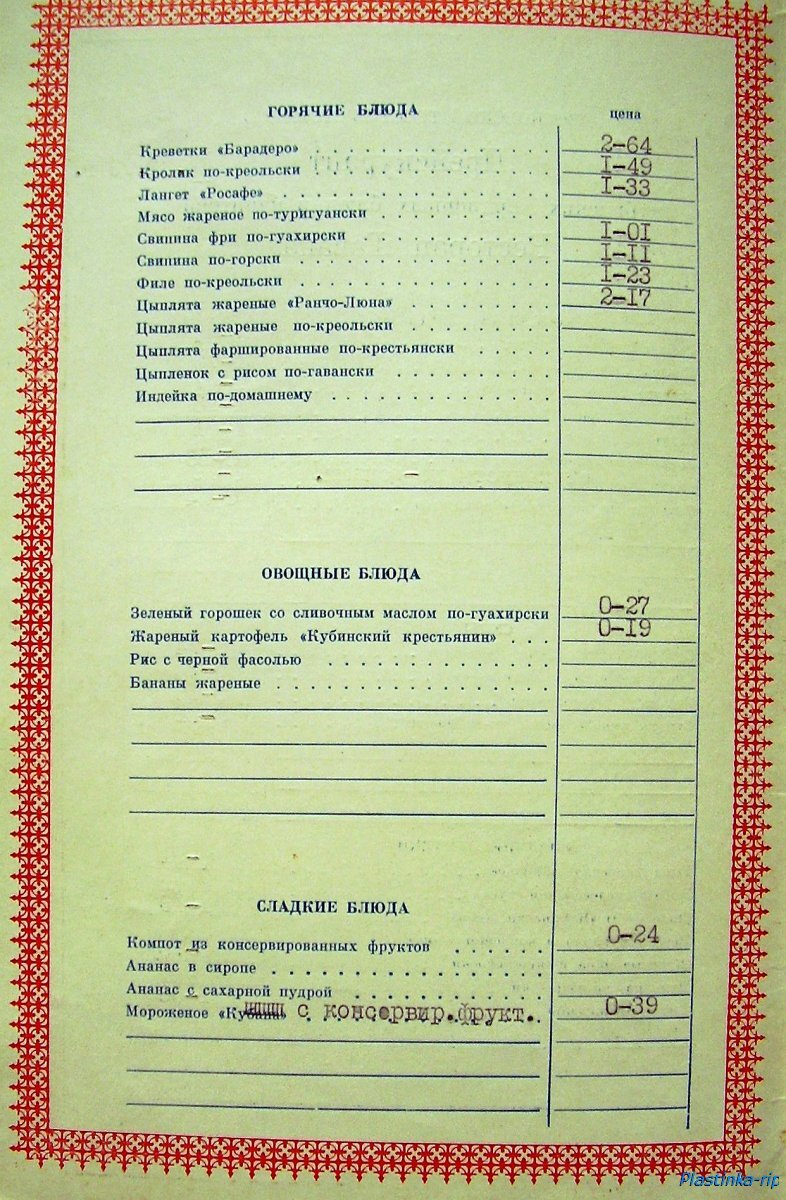 ГОРЯЧИЕ БЛЮДА цена
Креветки «Барадеро» . . . . . . . . . . . 2-64
Кролик по-креольски . . . . . . . . . . . I-49
Лангет «Росафе» . . . . . . . . . . . . . I-33
Мясо жареное по-туригуански . . . . . . . .
Свинина фри по-гуахирски . . . . . . . . . I-0I
Свинина по-горски . . . . . . . . . . . . I-II
Филе по-креольски . . . . . . . . . . . . I-23
Цыплята жареные «Ранчо-Люна» . . . . . . . 2-I7
Цыплята жареные по-креольски . . . . . . .
Цыплята фаршированные по-крестьянски . . . . .
Цыпленок с рисом по-гавански . . . . . . . .
Индейка по-домашнему . . . . . . . . . . .
ОВОЩНЫЕ БЛЮДА
Зеленый горошек со сливочным маслом по-гуахирски 0-27
Жареный картофель «Кубинский крестьянин» . . . 0-I9
Рис с черной фасолью . . . . . . . . . . .
Бананы жареные . . . . . . . . . . . . . .
СЛАДКИЕ БЛЮДА
Компот из консервированных фруктов . . . . . . 0-24
Ананас в сиропе . . . . . . . . . . . . . .
Ананас с сахарной пудрой . . . . . . . . . .
Мороженое с консервир.фрукт.. 0-39
Plastinka-rip